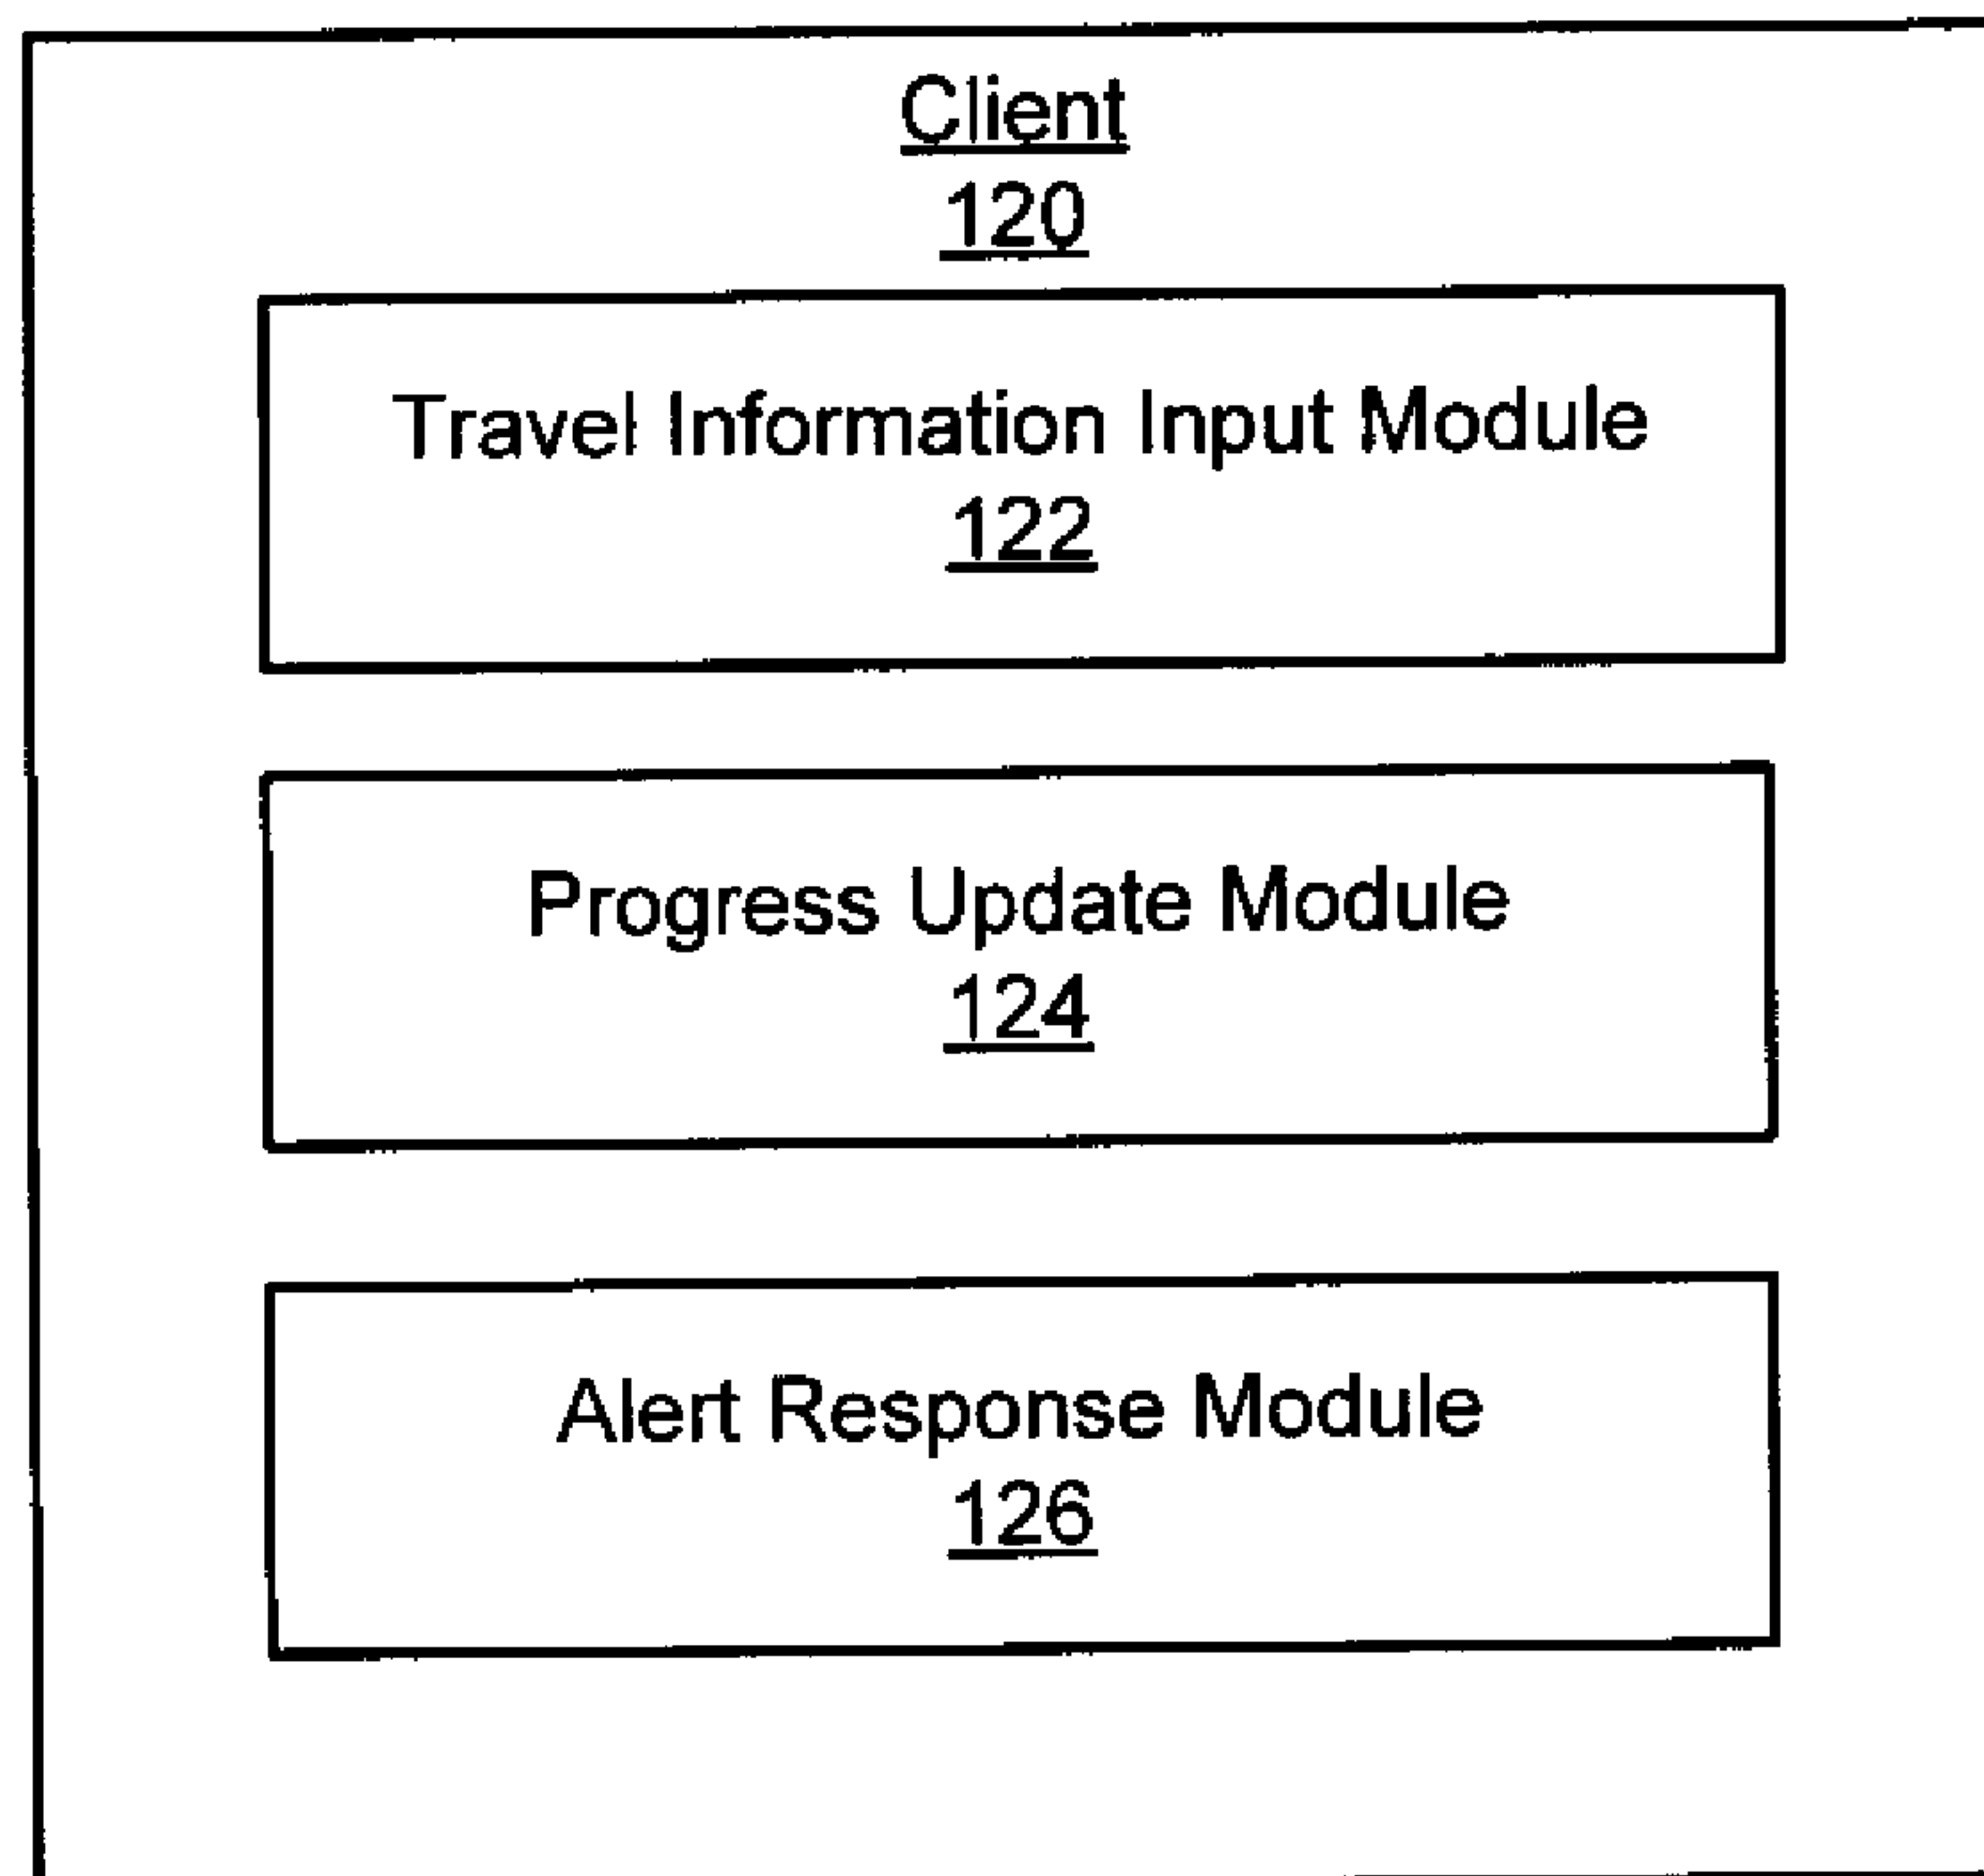 Client
120
Travel Information Input Module
122
Progress Update Module
124
Alert Response Module
126